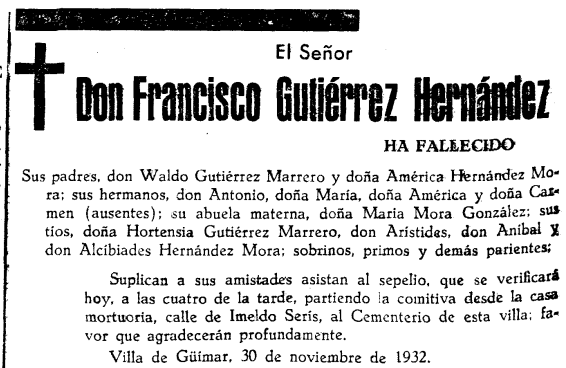 El Señor
Don Francisco Gutiérrez Hernández
HA FALLECIDO
Sus padres, don Waldo Gutiérrez Marrero y doña América Hernández Mo-
ra; sus hermanos, don Antonio, doña María, doña América y doña Car-
men (ausentes); su abuela materna, doña María Mora González; sus
tíos, doña Hortensia Gutiérrez Marrero, don Arístides, don Aníbal y
don Alcibiades Hernández Mora; sobrinos, primos y demás parientes;
Suplican a sus amistades asistan al sepelio, que se verificará
hoy, a las cuatro de la tarde, partiendo la comitiva desde la casa
mortuoria, calle de Imeldo Serís, al Cementerio de esta villa; fa-
vor que agradecerán profundamente.
Villa de Güímar, 30 de noviembre de 1932.